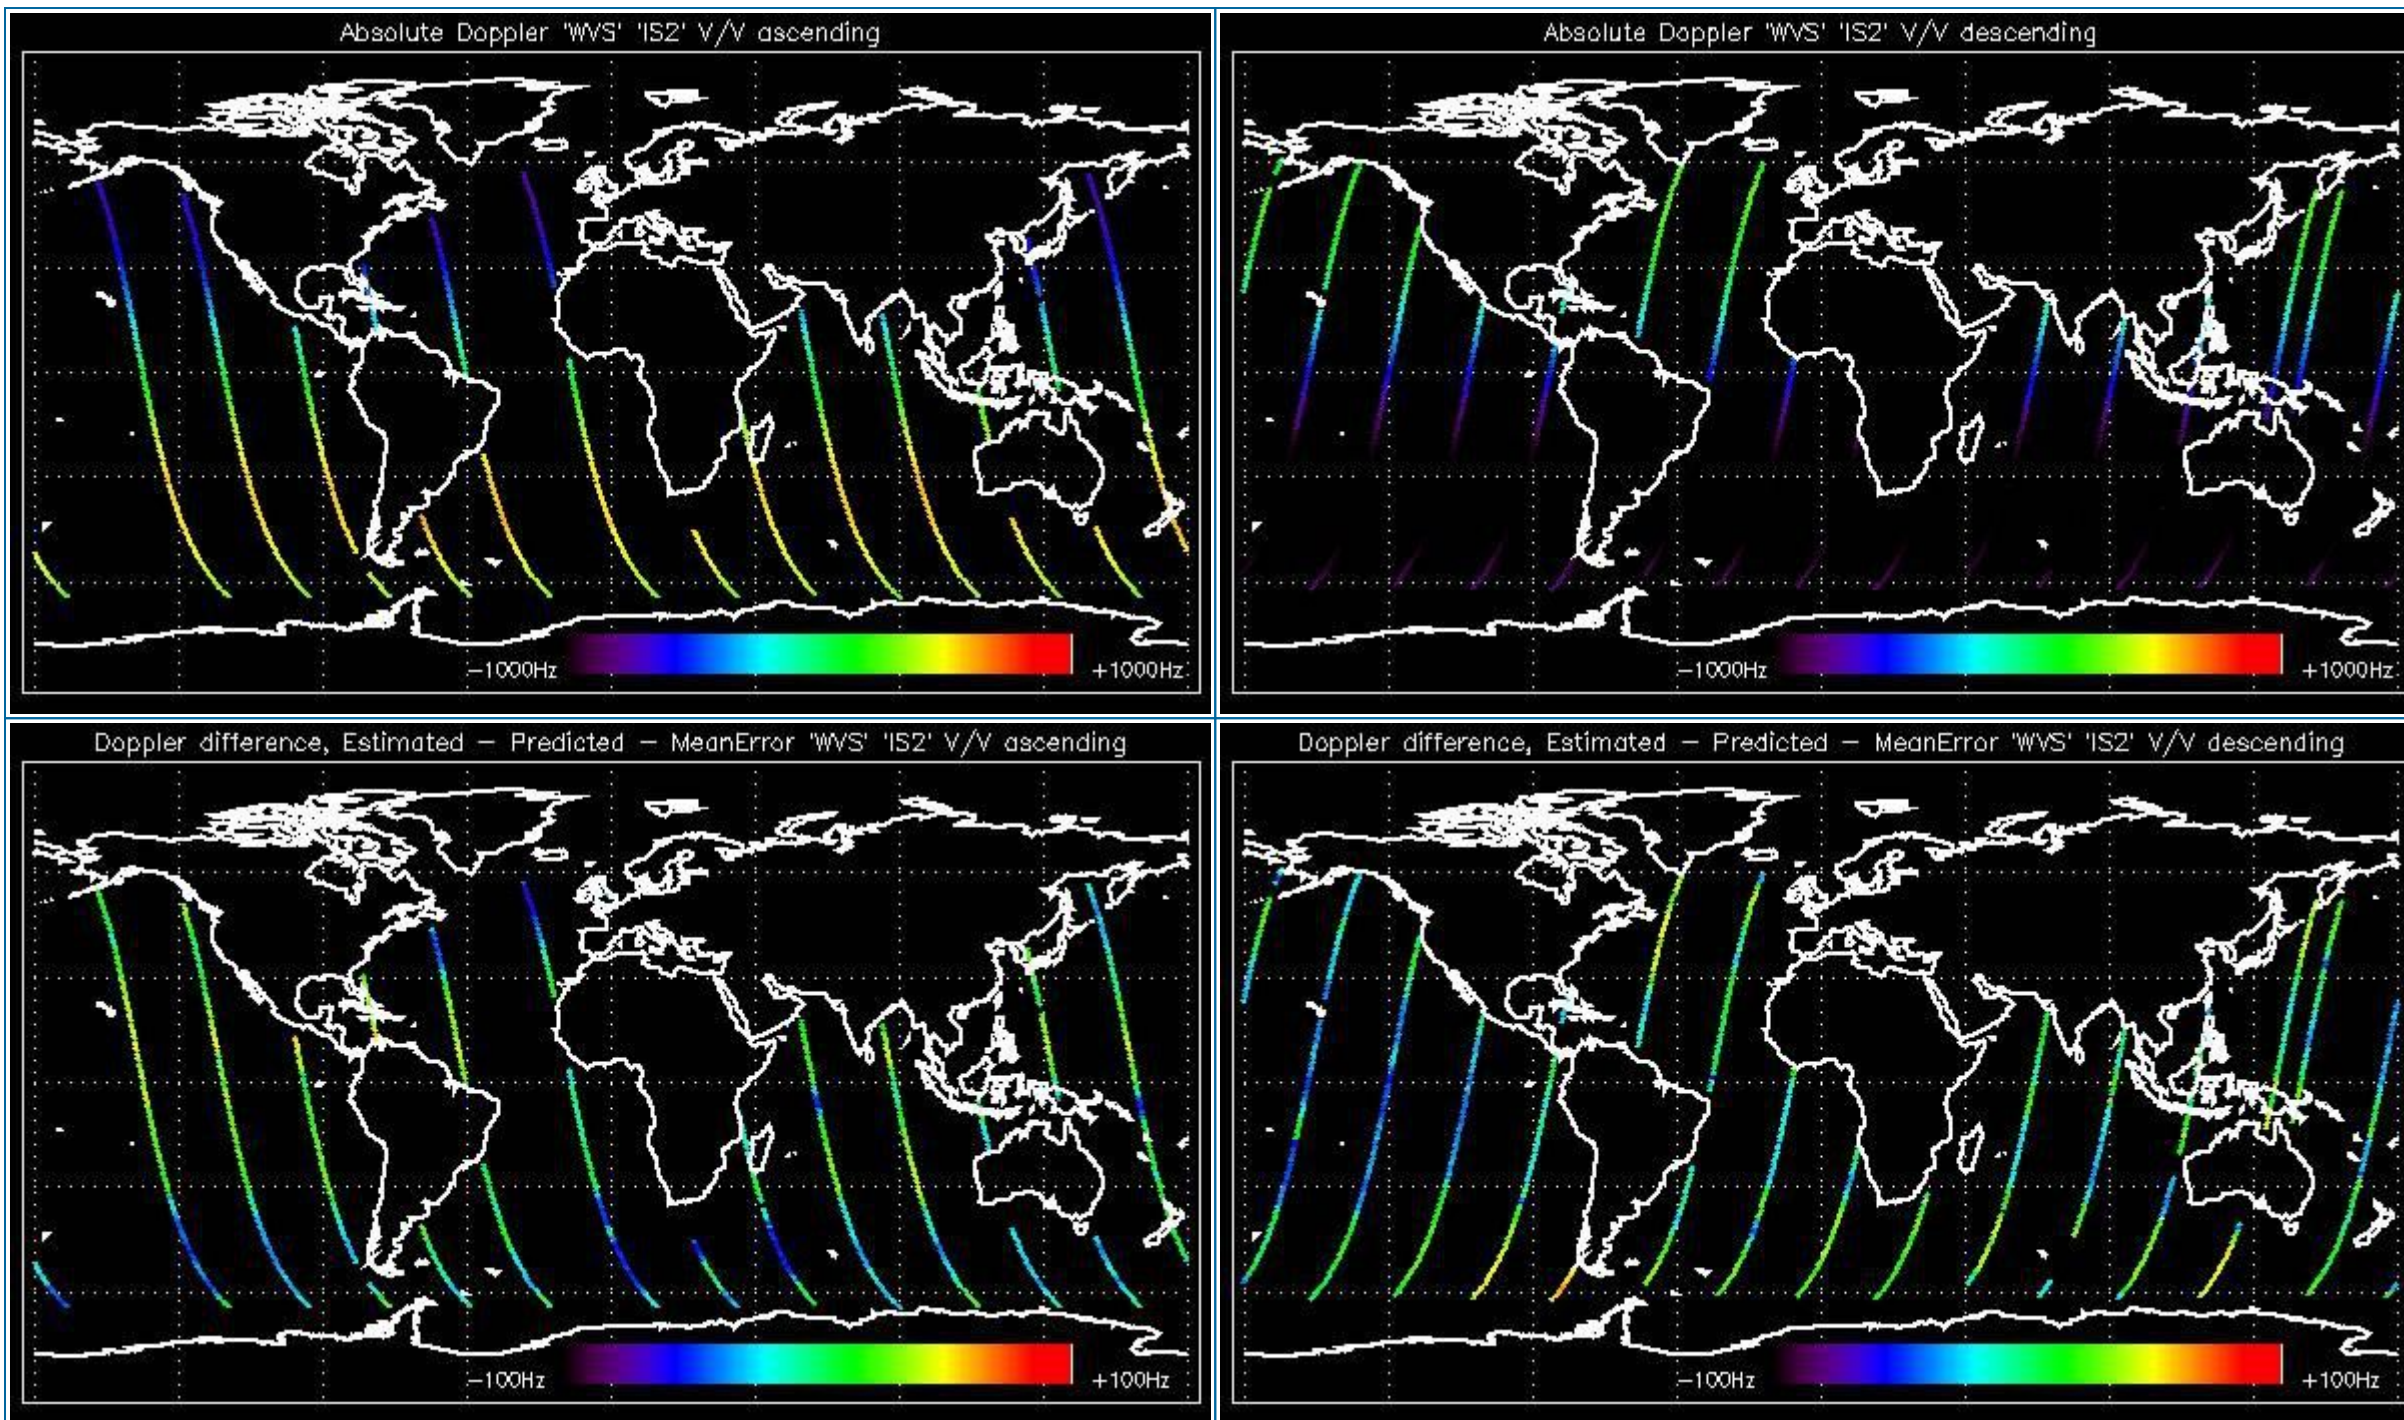 Absolute Doppler 'WVS' 'IS2' V/V ascending
-1000Hz
+1000Hz
Absolute Doppler 'WVS' 'IS2' V/V descending
-1000Hz
+1000Hz
Doppler difference, Estimated - Predicted - MeanError 'WVS' 'IS2' V/V ascending
-100Hz
+100Hz
Doppler difference, Estimated - Predicted - MeanError 'WVS' 'IS2' V/V descending
-100Hz
+100Hz